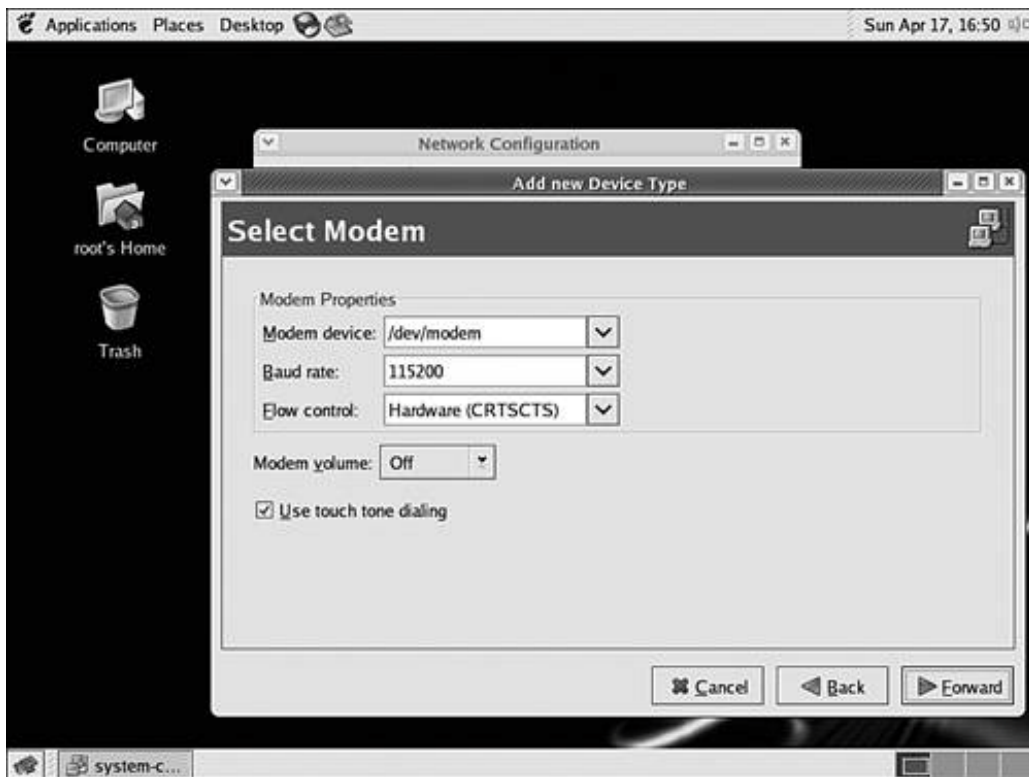 Applications Places Desktop
Sun Apr 17, 16:50
Computer
root's Home
Trash
Network Configuration
Add new Device Type
Select Modem
Modem Properties
Modem device: /dev/modem
Baud rate: 115200
Flow control: Hardware (CRTSCTS)
Modem volume: Off
Use touch tone dialing
Cancel
Back
Forward
system-c...